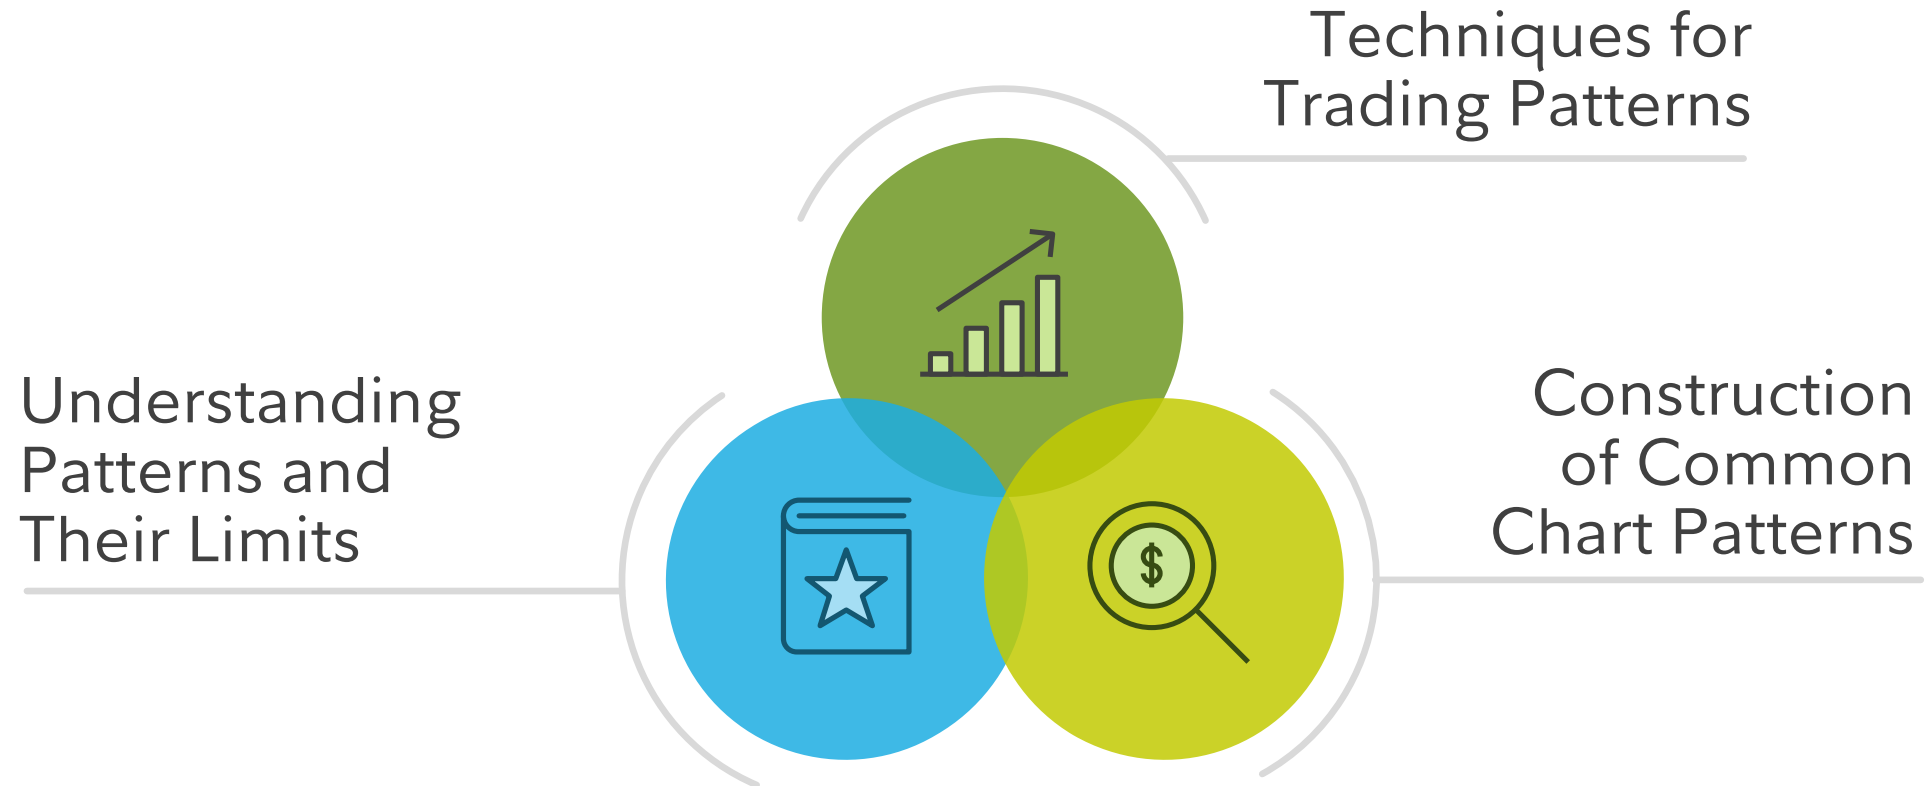 Techniques for
Trading Patterns
Understanding
Patterns and
Their Limits
Construction
of Common
Chart Patterns
$